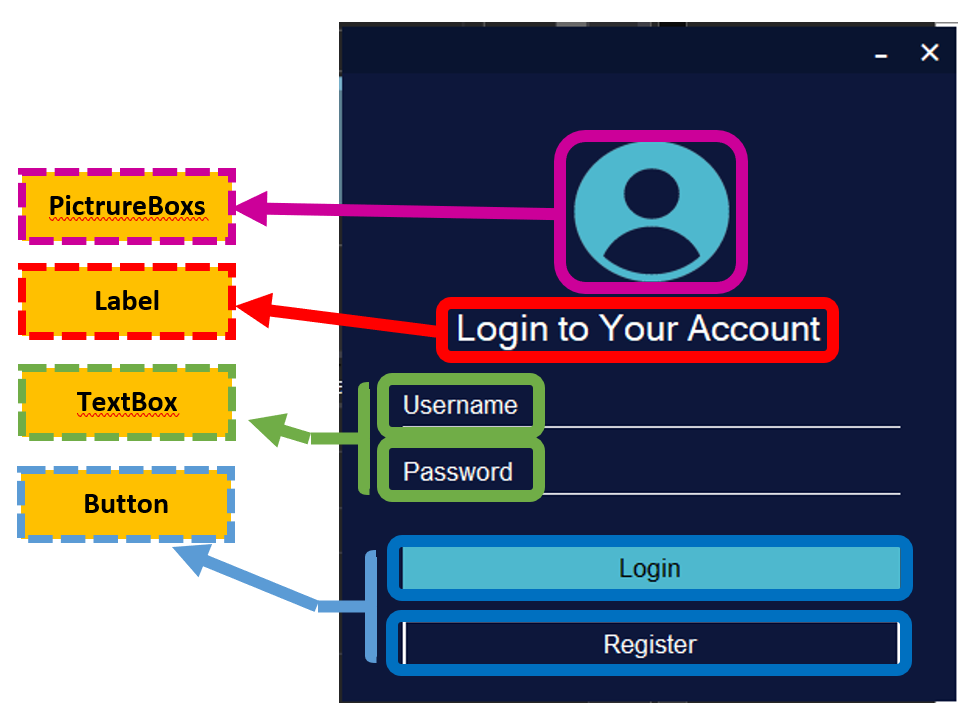 PictrureBoxs
Label
TextBox
Button
Login to Your Account
Username
Password
Login
Register